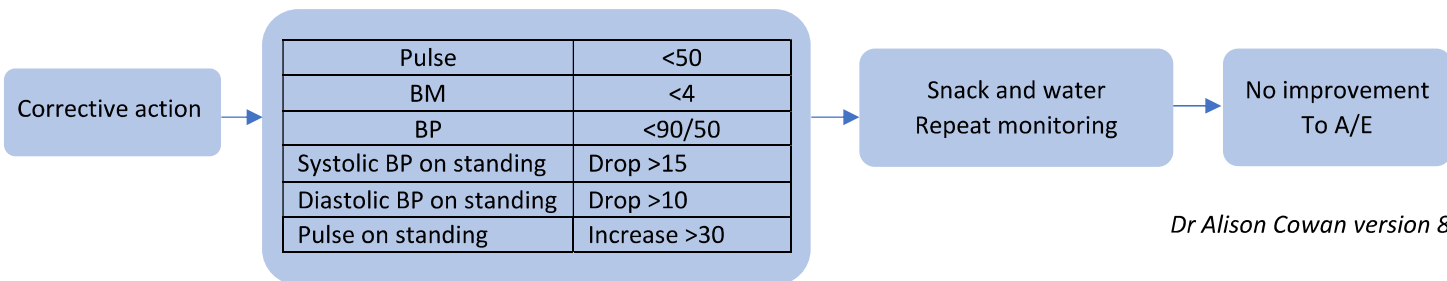 Corrective action
Pulse <50
BM <4
BP <90/50
Systolic BP on standing Drop >15
Diastolic BP on standing Drop >10
Pulse on standing Increase >30
Snack and water
Repeat monitoring
No improvement
To A/E
Dr Alison Cowan version 8